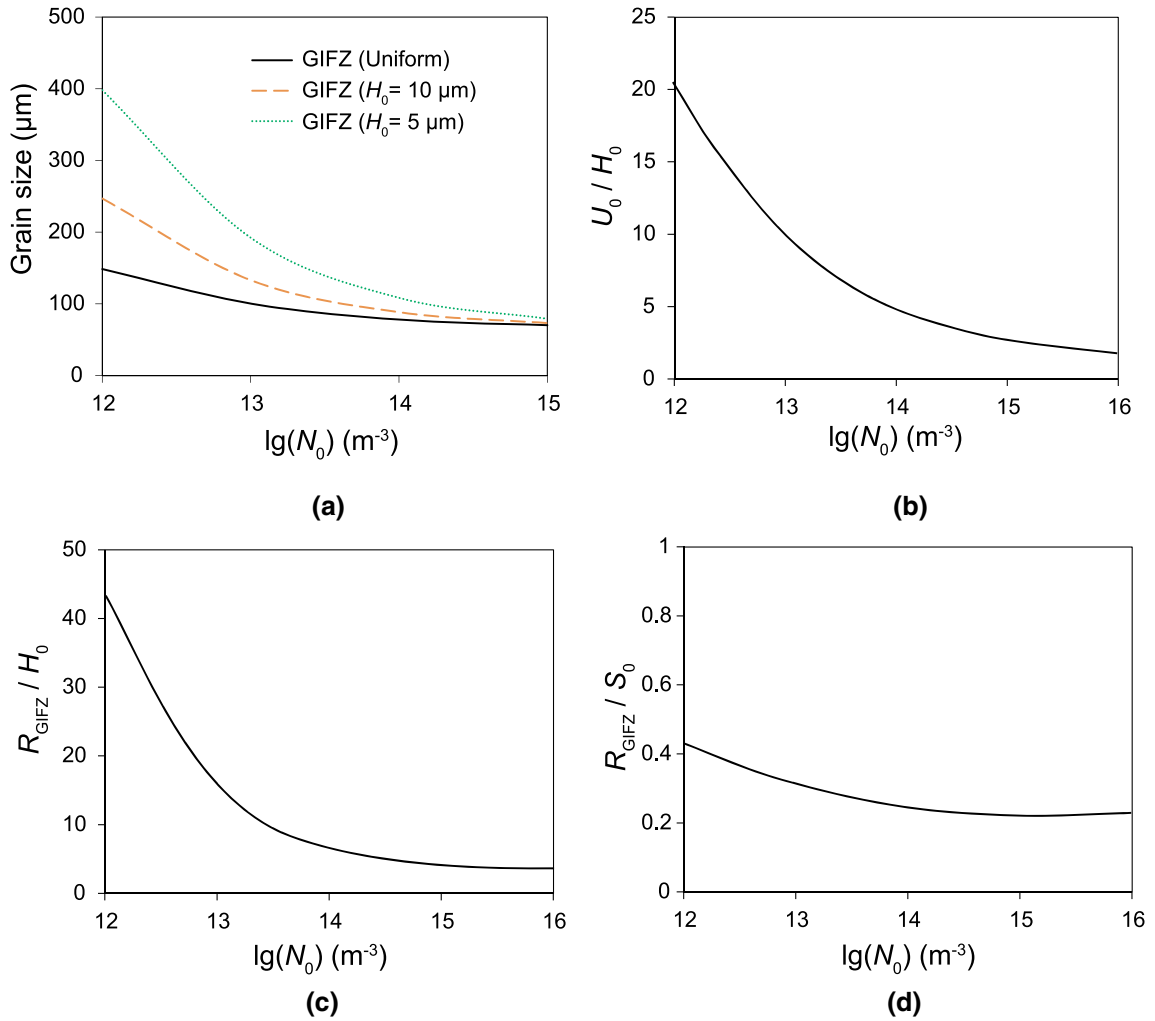 500
400
300
200
100
0
Grain size (µm)
GIFZ (Uniform)
GIFZ (H₀= 10 µm)
GIFZ (H₀= 5 µm)
12 13 14 15
lg(N₀) (m⁻³)
(a)
25
20
15
10
5
0
U₀ / H₀
12 13 14 15 16
lg(N₀) (m⁻³)
(b)
50
40
30
20
10
0
R_GIFZ / H₀
12 13 14 15 16
lg(N₀) (m⁻³)
(c)
1
0.8
0.6
0.4
0.2
0
R_GIFZ / S₀
12 13 14 15 16
lg(N₀) (m⁻³)
(d)